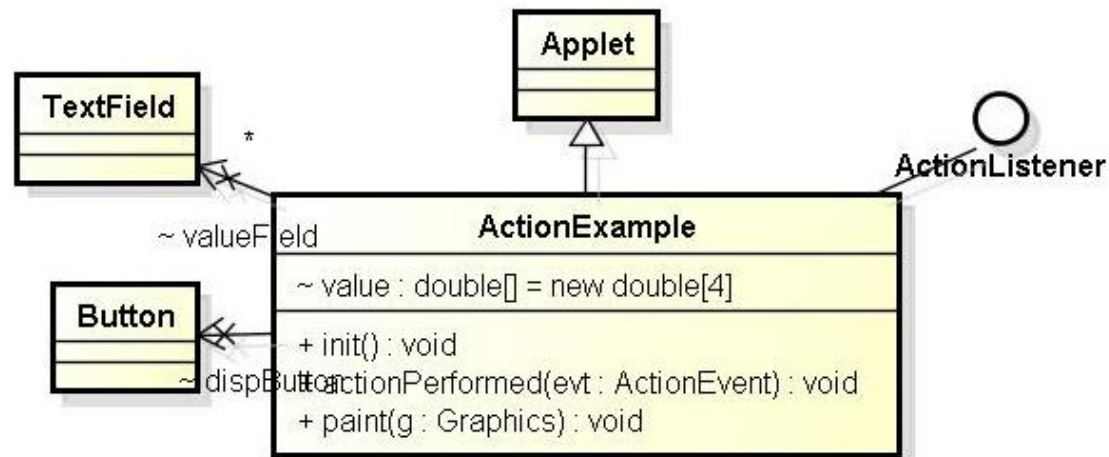 Applet
TextField
*
ActionListener
~ valueField
ActionExample
~ value : double[] = new double[4]
Button
~ dispButton
+ init() : void
+ actionPerformed(evt : ActionEvent) : void
+ paint(g : Graphics) : void